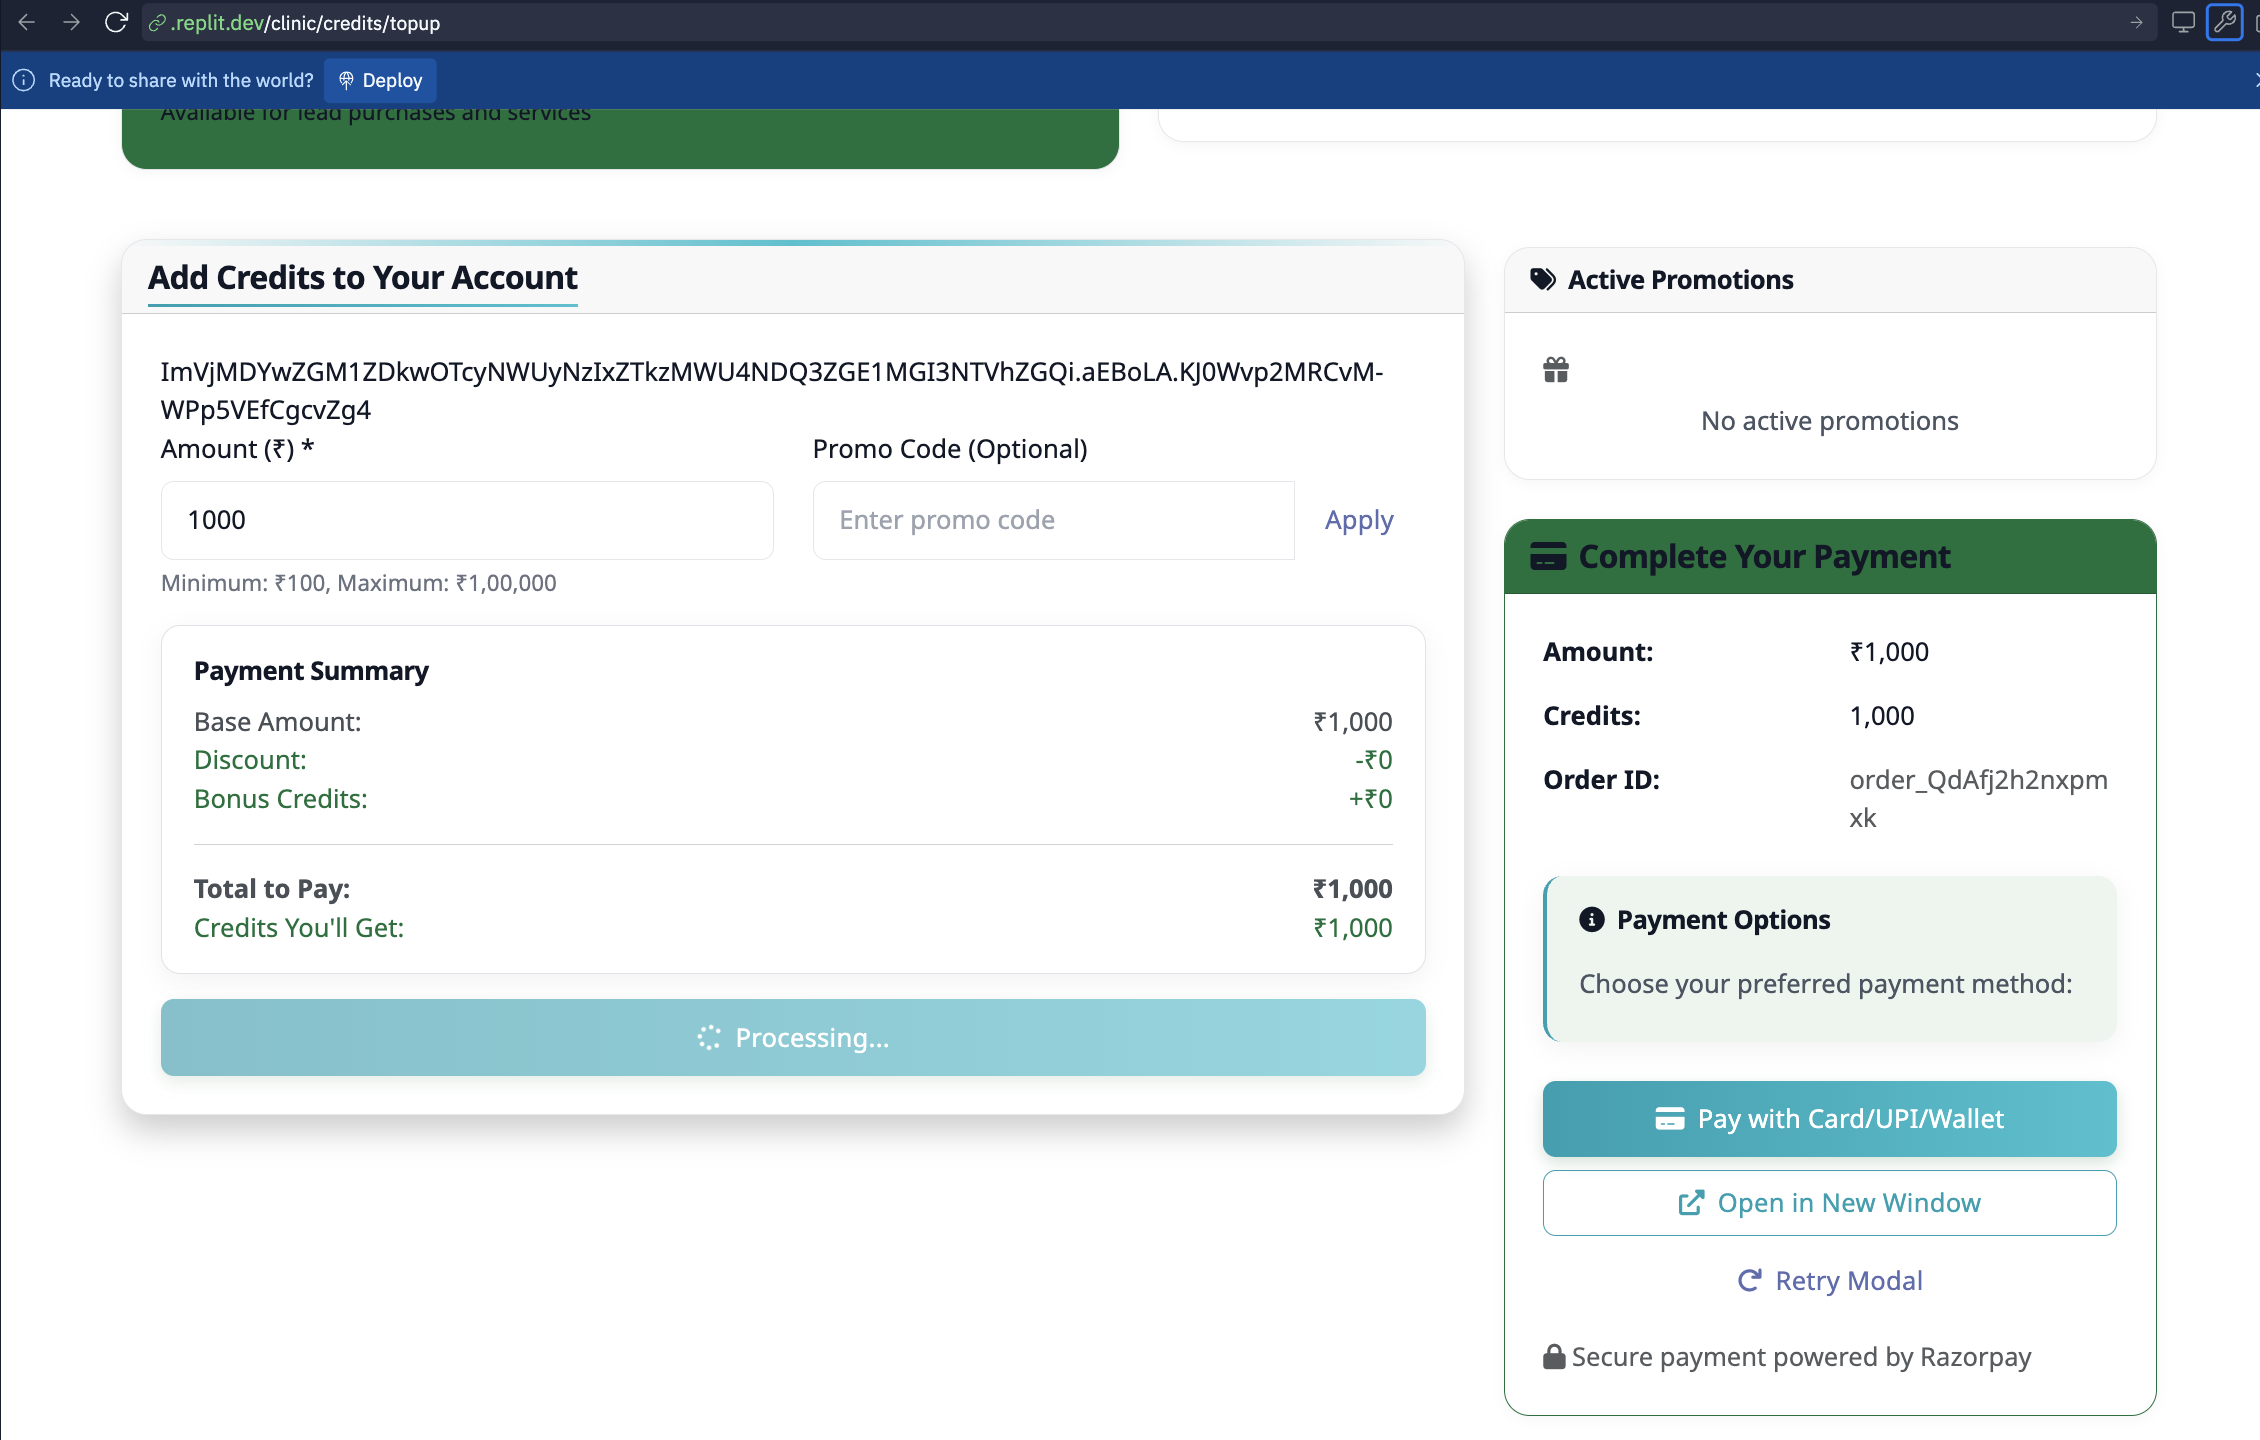 .replit.dev/clinic/credits/topup
Ready to share with the world?
Deploy
Available for lead purchases and services
Add Credits to Your Account
ImVjMDYwZGM1ZDkwOTcyNWUyNzIxZTkzMWU4NDQ3ZGE1MGI3NTVhZGQi.aEBoLA.KJ0Wvp2MRCvM-
WPp5VEfCgcvZg4
Amount (₹) *
Promo Code (Optional)
1000
Enter promo code
Apply
Minimum: ₹100, Maximum: ₹1,00,000
Payment Summary
Base Amount: ₹1,000
Discount: -₹0
Bonus Credits: +₹0
Total to Pay: ₹1,000
Credits You'll Get: ₹1,000
Processing...
Active Promotions
No active promotions
Complete Your Payment
Amount: ₹1,000
Credits: 1,000
Order ID: order_QdAfj2h2nxpm
xk
Payment Options
Choose your preferred payment method:
Pay with Card/UPI/Wallet
Open in New Window
Retry Modal
Secure payment powered by Razorpay